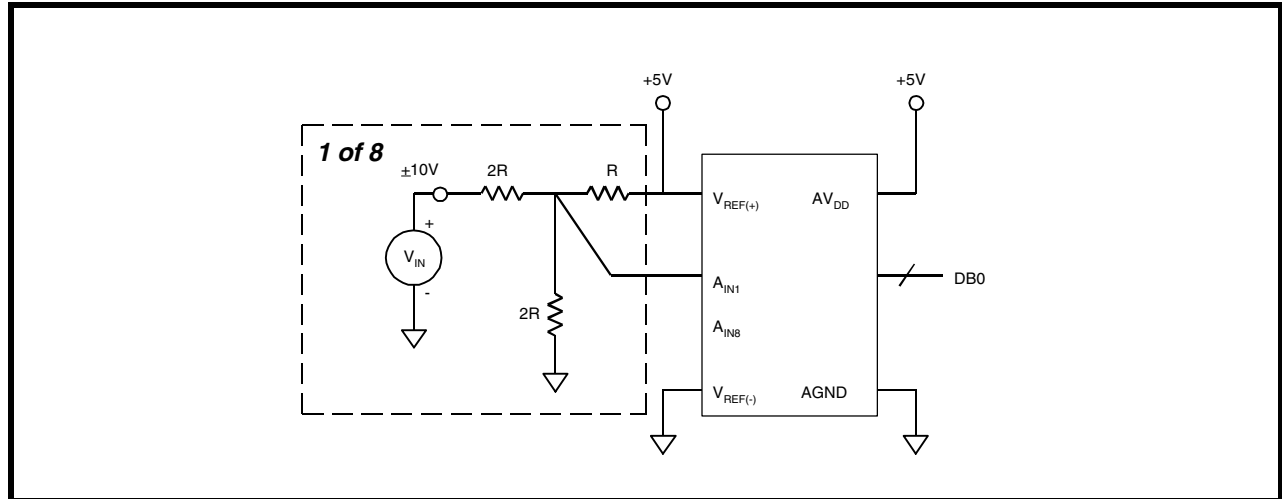 +5V
+5V
1 of 8
±10V
2R
R
V_REF(+)
AV_DD
+
V_IN
-
A_IN1
DB0
2R
A_IN8
V_REF(-)
AGND